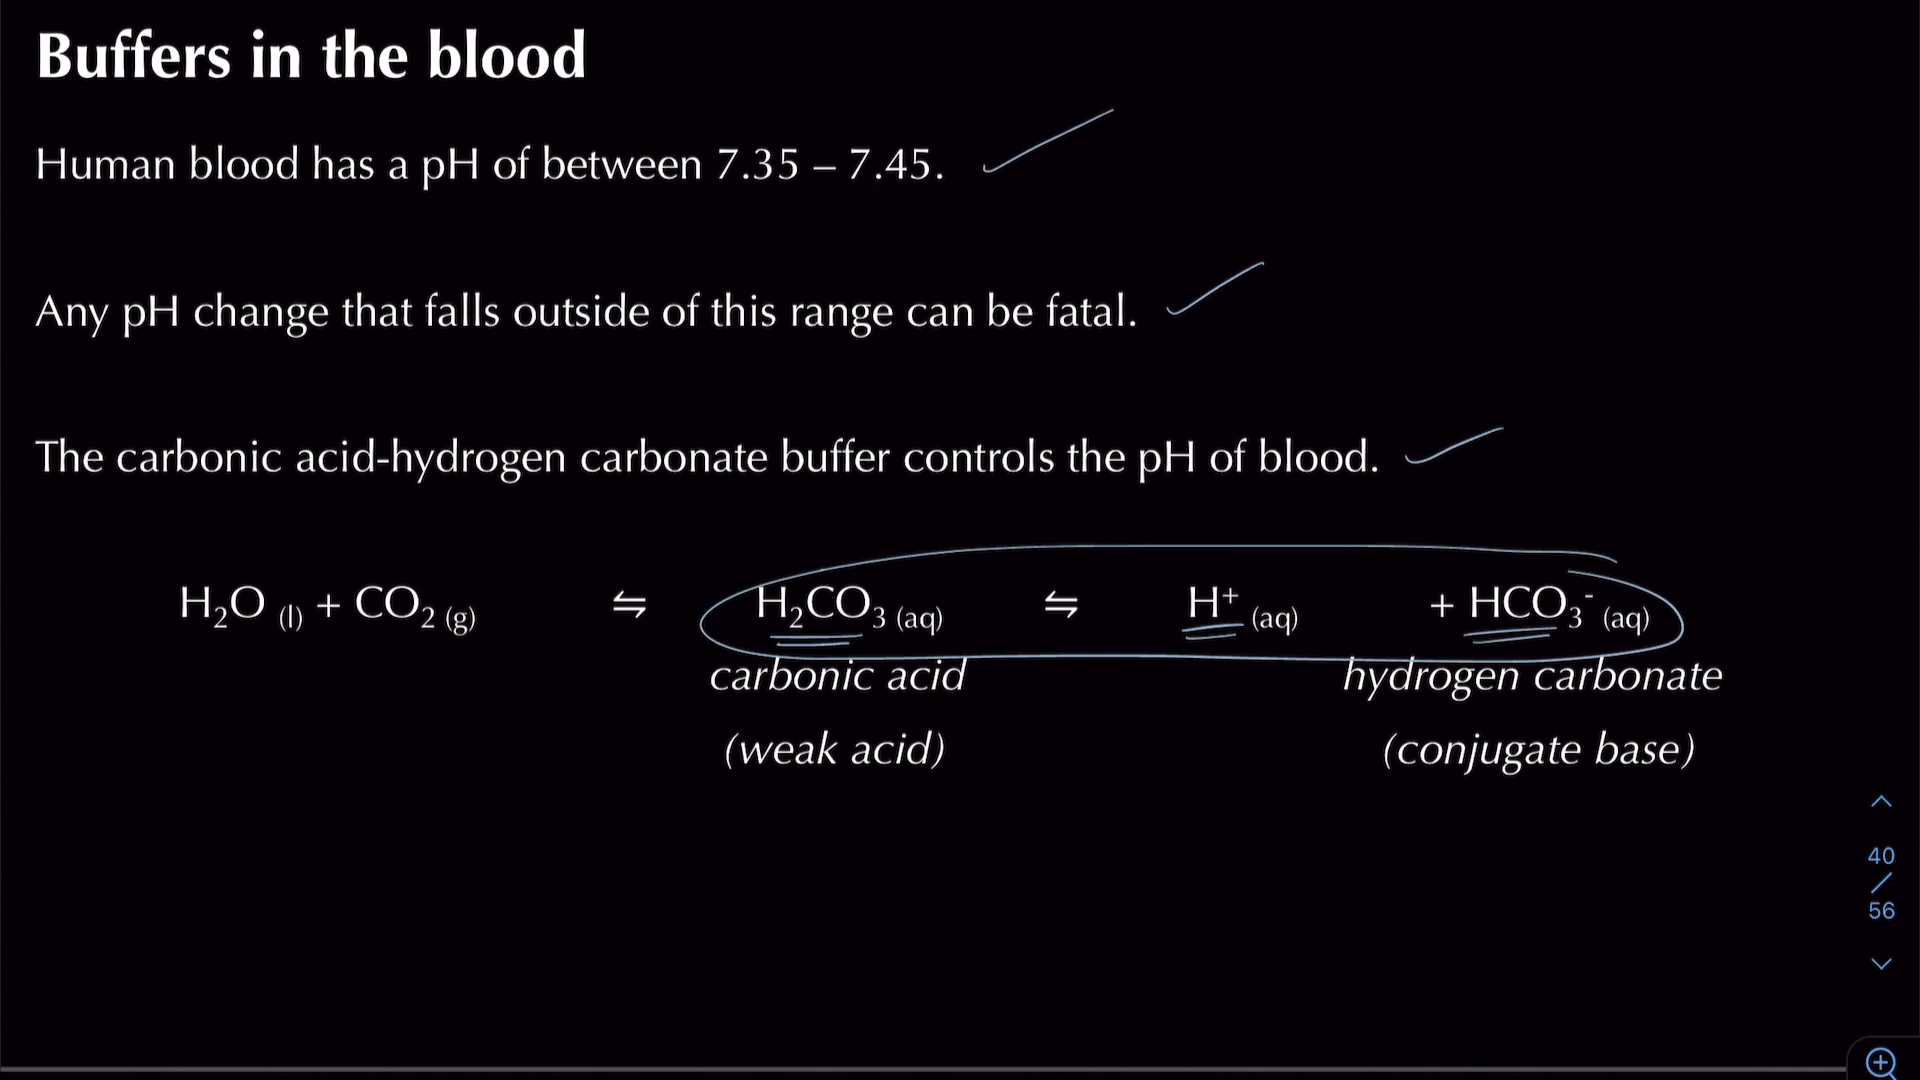 Buffers in the blood
Human blood has a pH of between 7.35 – 7.45.
Any pH change that falls outside of this range can be fatal.
The carbonic acid-hydrogen carbonate buffer controls the pH of blood.
H₂O (l) + CO₂ (g) ⇋ H₂CO₃ (aq) ⇋ H⁺ (aq) + HCO₃⁻ (aq)
carbonic acid hydrogen carbonate
(weak acid) (conjugate base)
40
/
56